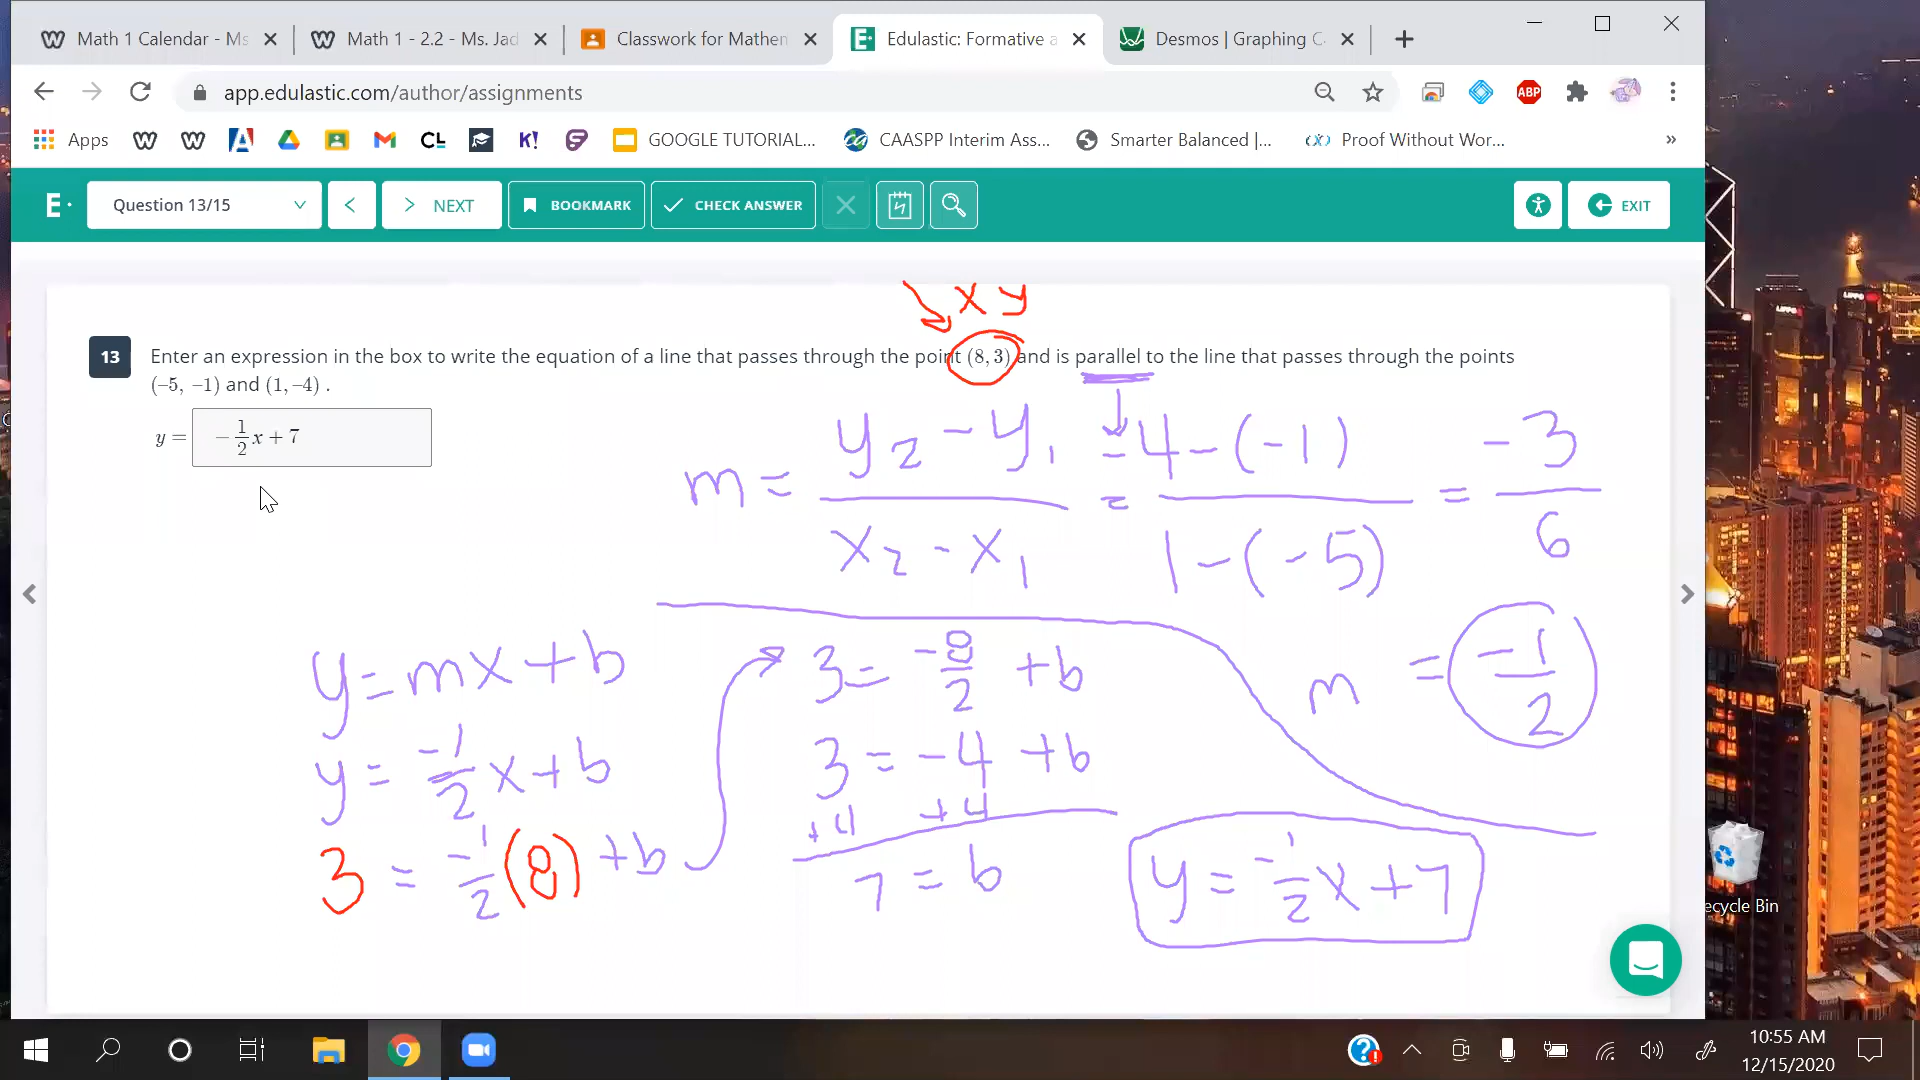 Math 1 Calendar - Ms
Math 1 - 2.2 - Ms. Jad
Classwork for Mathem
Edulastic: Formative a
Desmos | Graphing C
app.edulastic.com/author/assignments
ABP
Apps
CL
K!
GOOGLE TUTORIAL...
CAASPP Interim Ass...
Smarter Balanced |...
Proof Without Wor...
»
E
Question 13/15
NEXT
BOOKMARK
CHECK ANSWER
EXIT
x y
13
Enter an expression in the box to write the equation of a line that passes through the point (8, 3) and is parallel to the line that passes through the points
(–5, –1) and (1, –4) .
y = -1/2 x + 7
m = (y₂ - y₁)/(x₂ - x₁) = (-4 - (-1))/(1 - (-5)) = -3/6
m = -1/2
y = mx + b
y = -1/2 x + b
3 = -1/2 (8) + b
3 = -8/2 + b
3 = -4 + b
+4 +4
7 = b
y = -1/2 x + 7
ecycle Bin
10:55 AM
12/15/2020